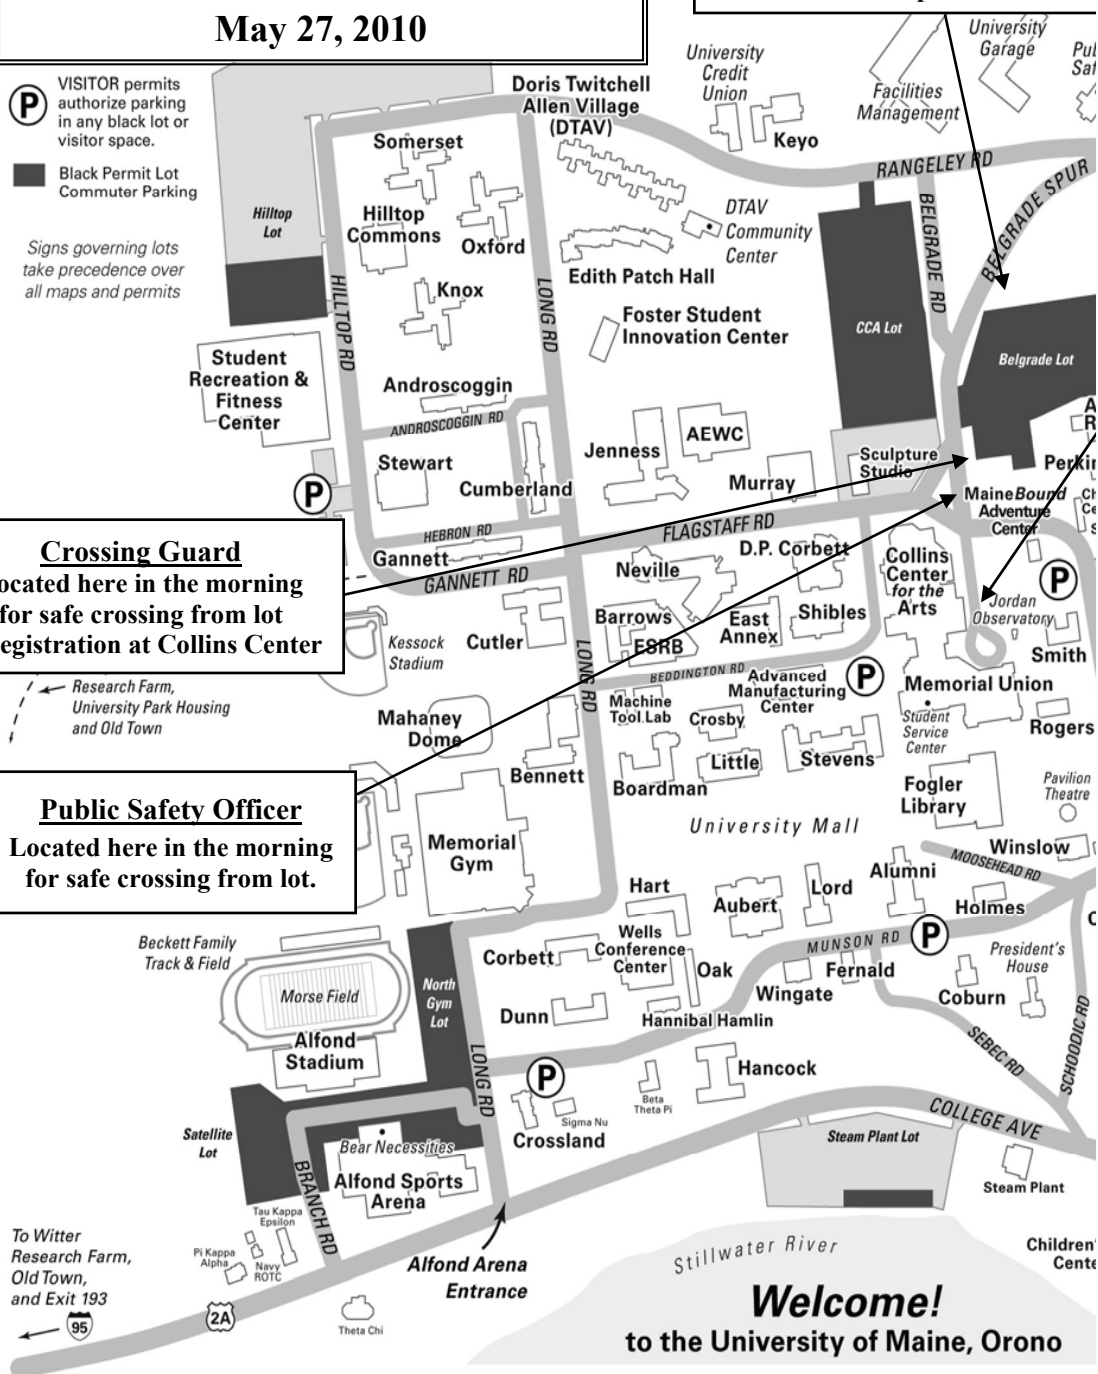 May 27, 2010
P
VISITOR permits
authorize parking
in any black lot or
visitor space.
Black Permit Lot
Commuter Parking
Signs governing lots
take precedence over
all maps and permits
Hilltop
Lot
Somerset
Hilltop
Commons
Oxford
Knox
HILLTOP RD
LONG RD
Doris Twitchell
Allen Village
(DTAV)
University
Credit
Union
Keyo
Facilities
Management
University
Garage
RANGELEY RD
BELGRADE RD
BELGRADE SPUR
DTAV
Community
Center
Edith Patch Hall
Foster Student
Innovation Center
CCA Lot
Belgrade Lot
Student
Recreation &
Fitness
Center
Androscoggin
ANDROSCOGGIN RD
Stewart
Cumberland
Jenness
AEWC
Murray
Sculpture
Studio
MaineBound
Adventure
Center
P
HEBRON RD
Gannett
GANNETT RD
FLAGSTAFF RD
Crossing Guard
for safe crossing from lot
Neville
D.P. Corbett
Collins
Center
for the
Arts
P
Jordan
Observatory
Smith
Kessock
Stadium
Cutler
Barrows
ESRB
East
Annex
Shibles
LONG RD
BEDDINGTON RD
Research Farm,
University Park Housing
and Old Town
Mahaney
Dome
Bennett
Machine
Tool Lab
Crosby
Advanced
Manufacturing
Center
P
Memorial Union
Student
Service
Center
Rogers
Boardman
Little
Stevens
Fogler
Library
Pavilion
Theatre
Public Safety Officer
Located here in the morning
for safe crossing from lot.
Memorial
Gym
University Mall
Winslow
MOOSEHEAD RD
Hart
Aubert
Lord
Alumni
Holmes
Beckett Family
Track & Field
Morse Field
Alfond
Stadium
North
Gym
Lot
Corbett
Wells
Conference
Center
Oak
MUNSON RD
P
Wingate
Fernald
Coburn
President's
House
Dunn
Hannibal Hamlin
LONG RD
P
Hancock
Beta
Theta Pi
Sigma Nu
Crossland
SEBEC RD
SCHOODIC RD
COLLEGE AVE
Satellite
Lot
Bear Necessities
Alfond Sports
Arena
BRANCH RD
Steam Plant Lot
Steam Plant
Tau Kappa
Epsilon
Pi Kappa
Alpha
Navy
ROTC
Theta Chi
To Witter
Research Farm,
Old Town,
and Exit 193
95
2A
Alfond Arena
Entrance
Stillwater River
Welcome!
to the University of Maine, Orono